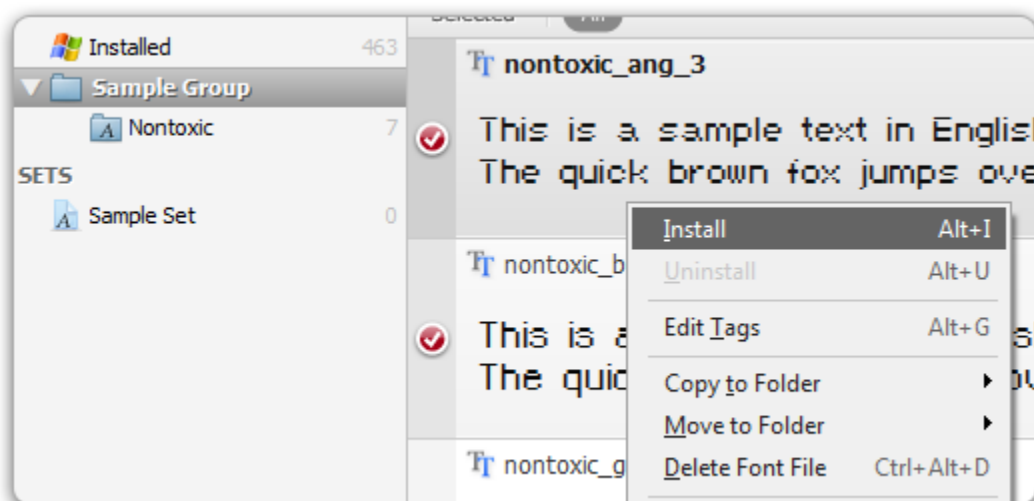 Selected All
Installed 463
Sample Group
Nontoxic 7
SETS
Sample Set 0
nontoxic_ang_3
This is a sample text in English
The quick brown fox jumps ove
nontoxic_b
This is a
The quic
nontoxic_g
Install Alt+I
Uninstall Alt+U
Edit Tags Alt+G
Copy to Folder
Move to Folder
Delete Font File Ctrl+Alt+D